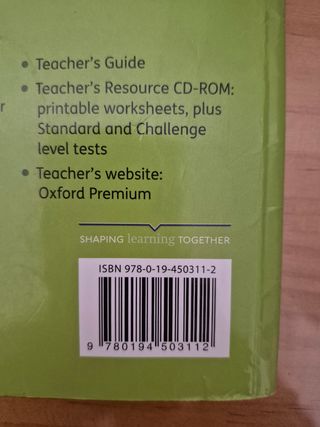 • Teacher's Guide
• Teacher's Resource CD-ROM:
r printable worksheets, plus
Standard and Challenge
level tests
• Teacher's website:
Oxford Premium
SHAPING learning TOGETHER
ISBN 978-0-19-450311-2
9 780194 503112